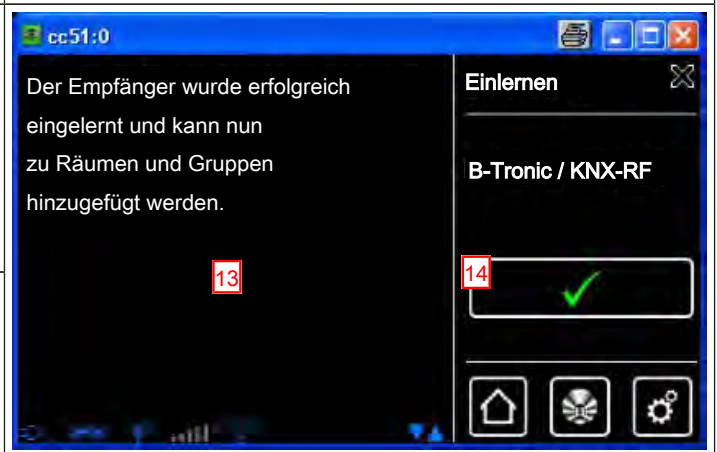 cc51:0
Der Empfänger wurde erfolgreich
eingelernt und kann nun
zu Räumen und Gruppen
hinzugefügt werden.
13
Einlernen
B-Tronic / KNX-RF
14